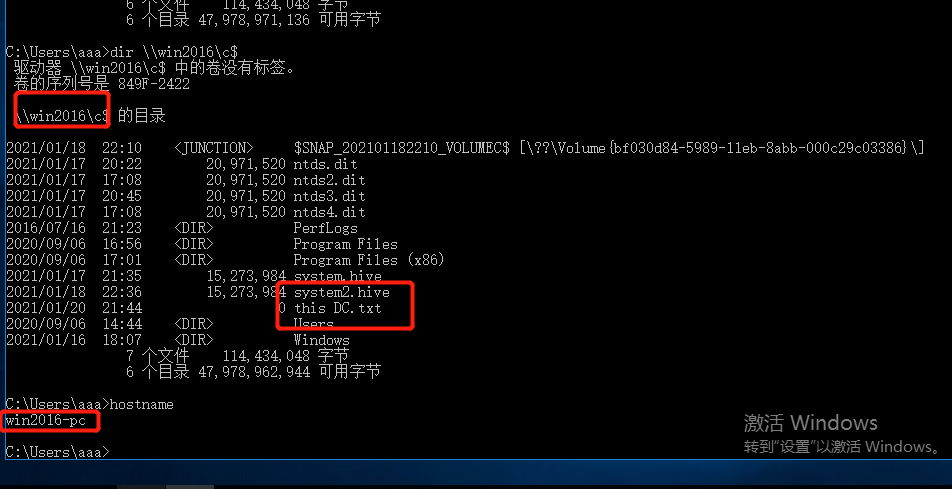 6 个文件    114,434,048 字节
6 个目录 47,978,971,136 可用字节
C:\Users\aaa>dir \\win2016\c$
驱动器 \\win2016\c$ 中的卷没有标签。
卷的序列号是 849F-2422
\\win2016\c$ 的目录
2021/01/18  22:10    <JUNCTION>     $SNAP_202101182210_VOLUMEC$ [\??\Volume{bf030d84-5989-11eb-8abb-000c29c03386}\]
2021/01/17  20:22        20,971,520 ntds.dit
2021/01/17  17:08        20,971,520 ntds2.dit
2021/01/17  20:45        20,971,520 ntds3.dit
2021/01/17  17:08        20,971,520 ntds4.dit
2016/07/16  21:23    <DIR>          PerfLogs
2020/09/06  16:56    <DIR>          Program Files
2020/09/06  17:01    <DIR>          Program Files (x86)
2021/01/17  21:35        15,273,984 system.hive
2021/01/18  22:36        15,273,984 system2.hive
2021/01/20  21:44                 0 this DC.txt
2020/09/06  14:44    <DIR>          Users
2021/01/16  18:07    <DIR>          Windows
7 个文件    114,434,048 字节
6 个目录 47,978,962,944 可用字节
C:\Users\aaa>hostname
win2016-pc
C:\Users\aaa>
激活 Windows
转到"设置"以激活 Windows。